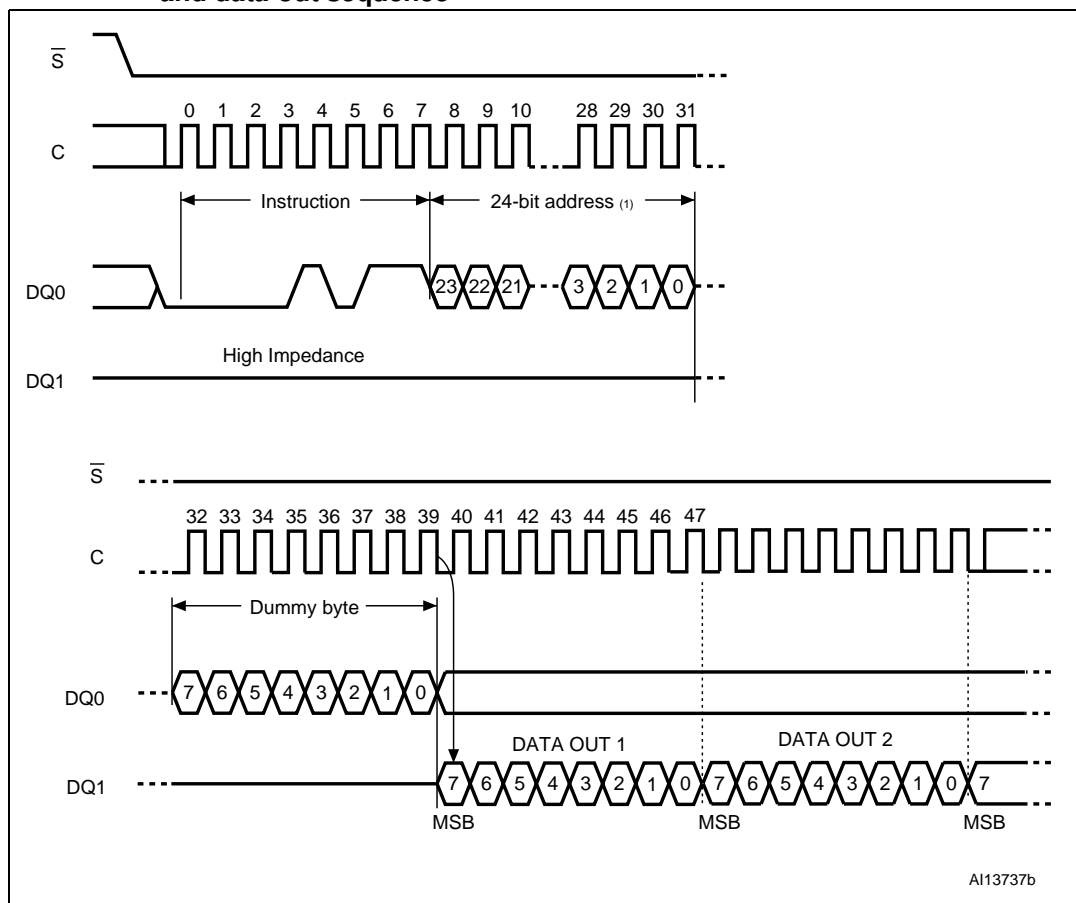 and data-out sequence
S
0 1 2 3 4 5 6 7 8 9 10 28 29 30 31
C
Instruction 24-bit address (1)
DQ0 23 22 21 3 2 1 0
High Impedance
DQ1
S
32 33 34 35 36 37 38 39 40 41 42 43 44 45 46 47
C
Dummy byte
DQ0 7 6 5 4 3 2 1 0
DATA OUT 1 DATA OUT 2
DQ1 7 6 5 4 3 2 1 0 7 6 5 4 3 2 1 0 7
MSB MSB MSB
AI13737b